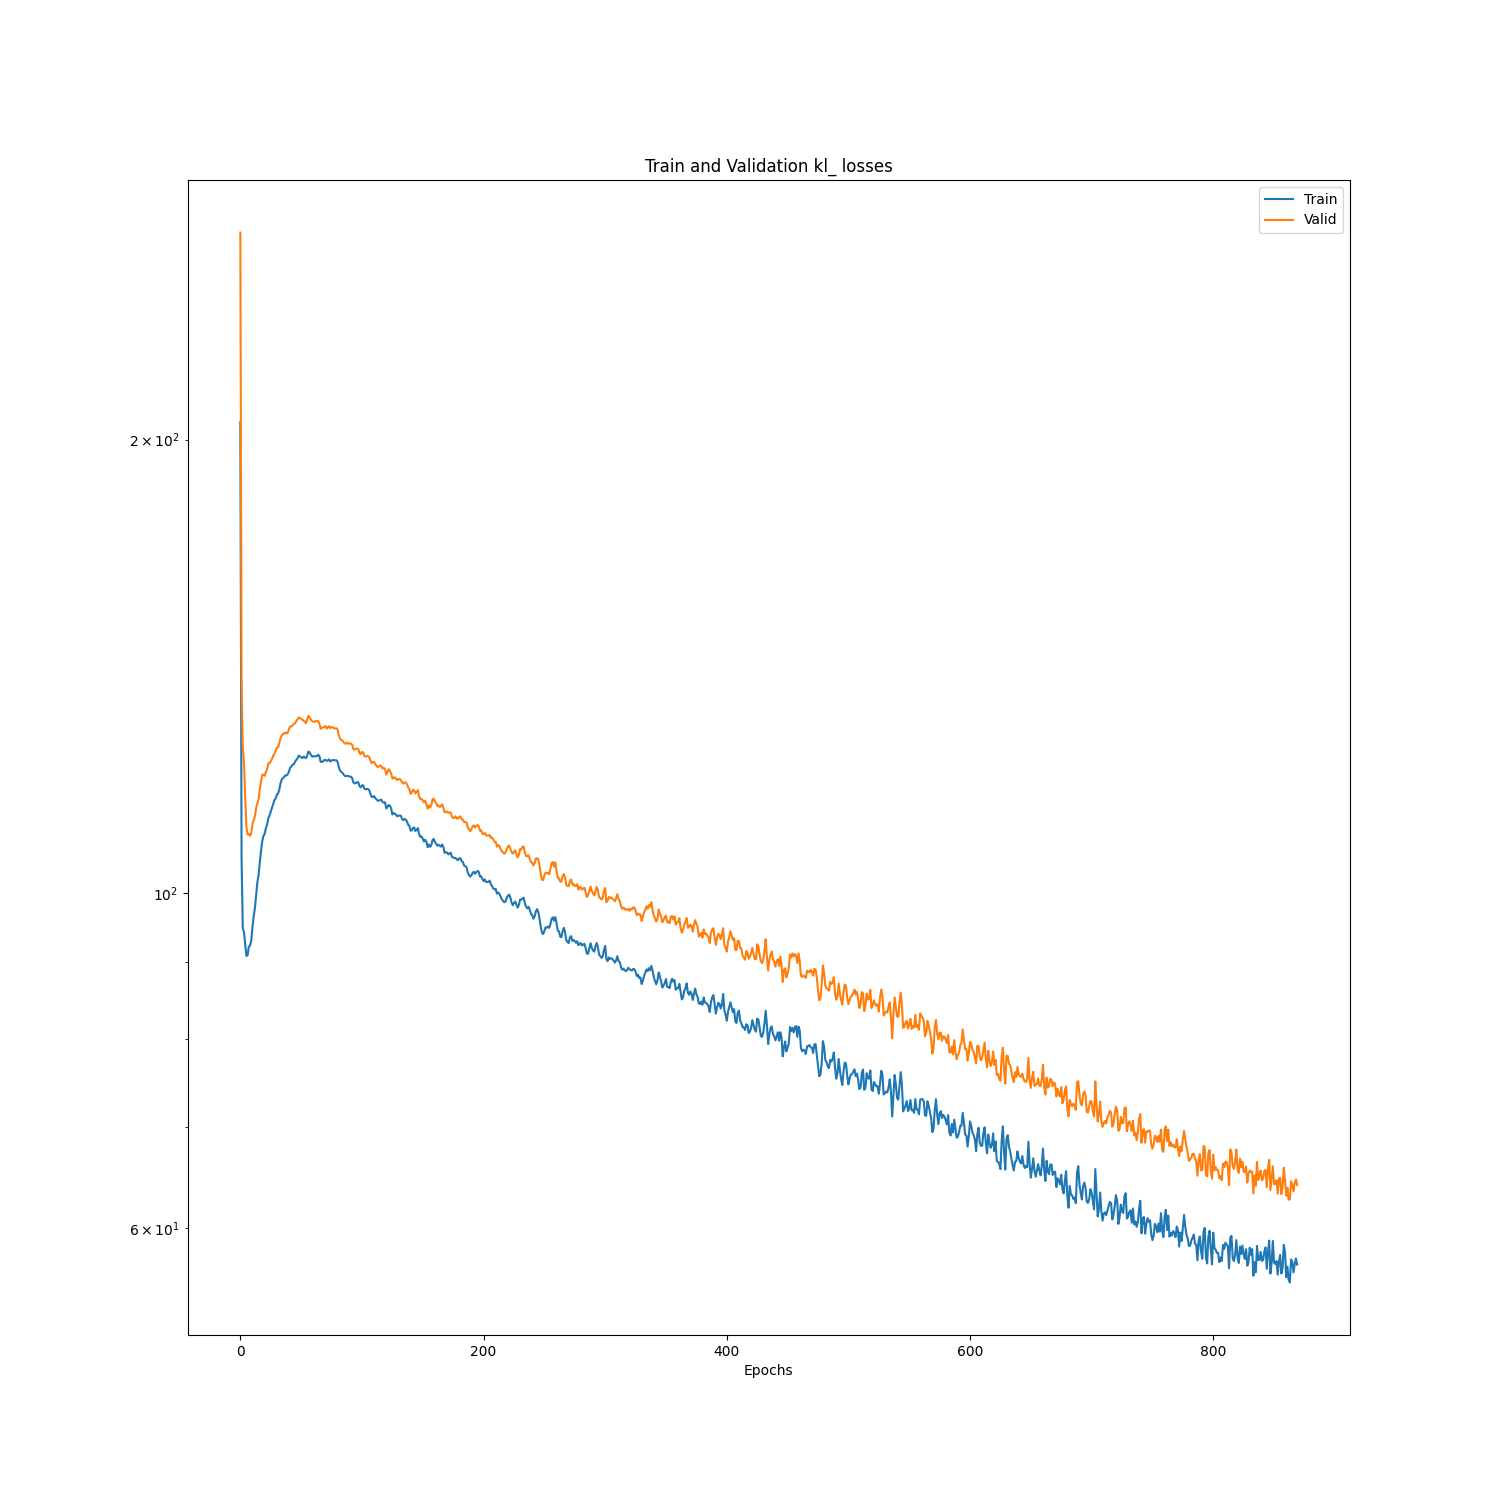 Train and Validation kl_ losses
Train
Valid
2 × 10²
10²
6 × 10¹
0 200 400 600 800
Epochs